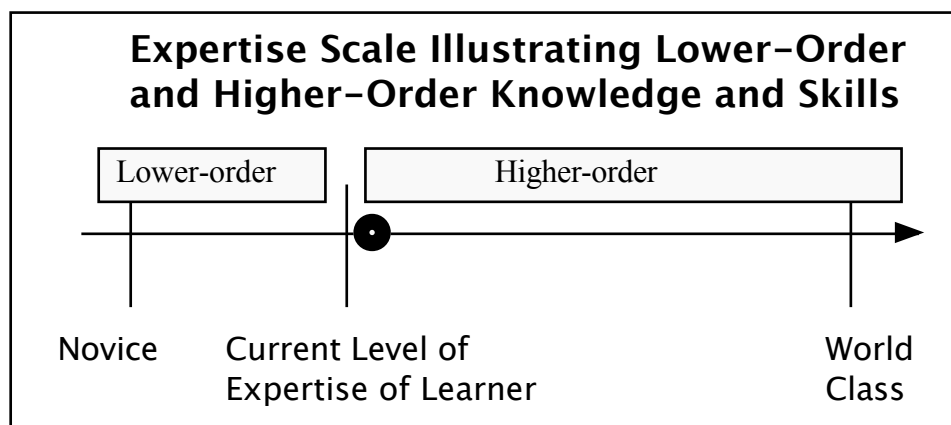 Expertise Scale Illustrating Lower–Order
and Higher–Order Knowledge and Skills
Lower-order
Higher-order
Novice
Current Level of
Expertise of Learner
World
Class